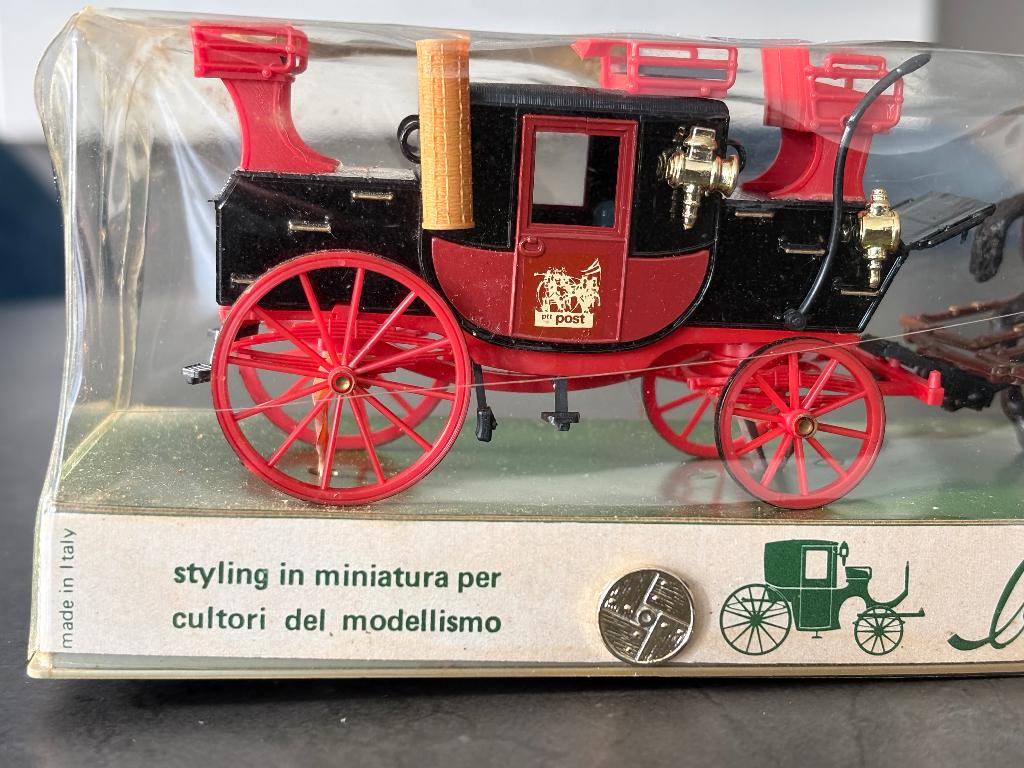 ptt post
made in Italy
styling in miniatura per
cultori del modellismo